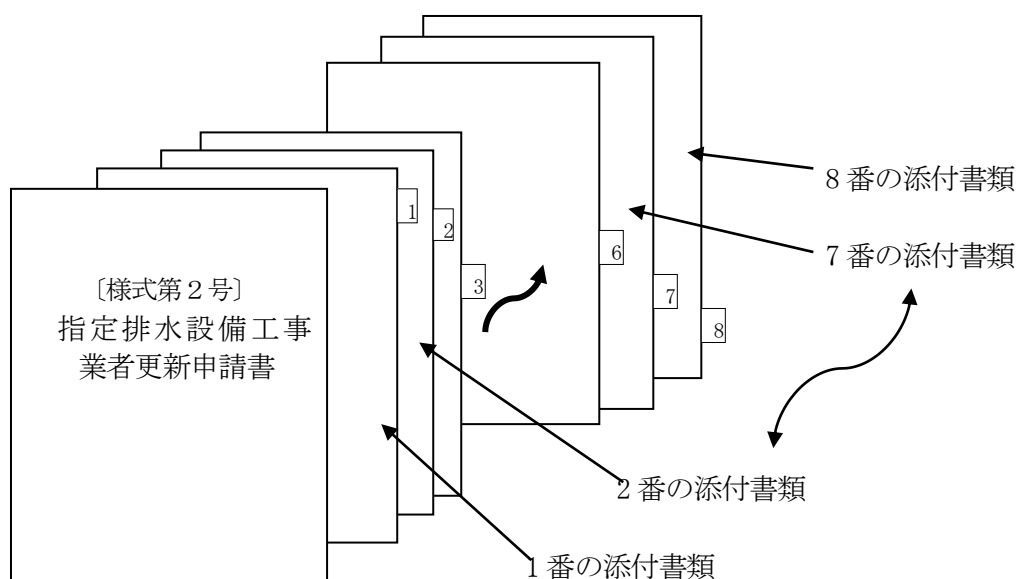 〔様式第２号〕
指定排水設備工事
業者更新申請書
1
2
3
6
7
8
８番の添付書類
７番の添付書類
２番の添付書類
１番の添付書類